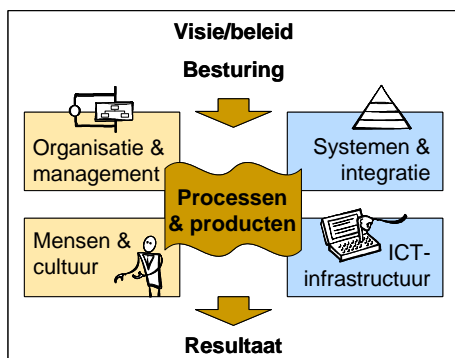 Visie/beleid
Besturing
Organisatie &
management
Systemen &
integratie
Processen
& producten
Mensen &
cultuur
ICT-
infrastructuur
Resultaat